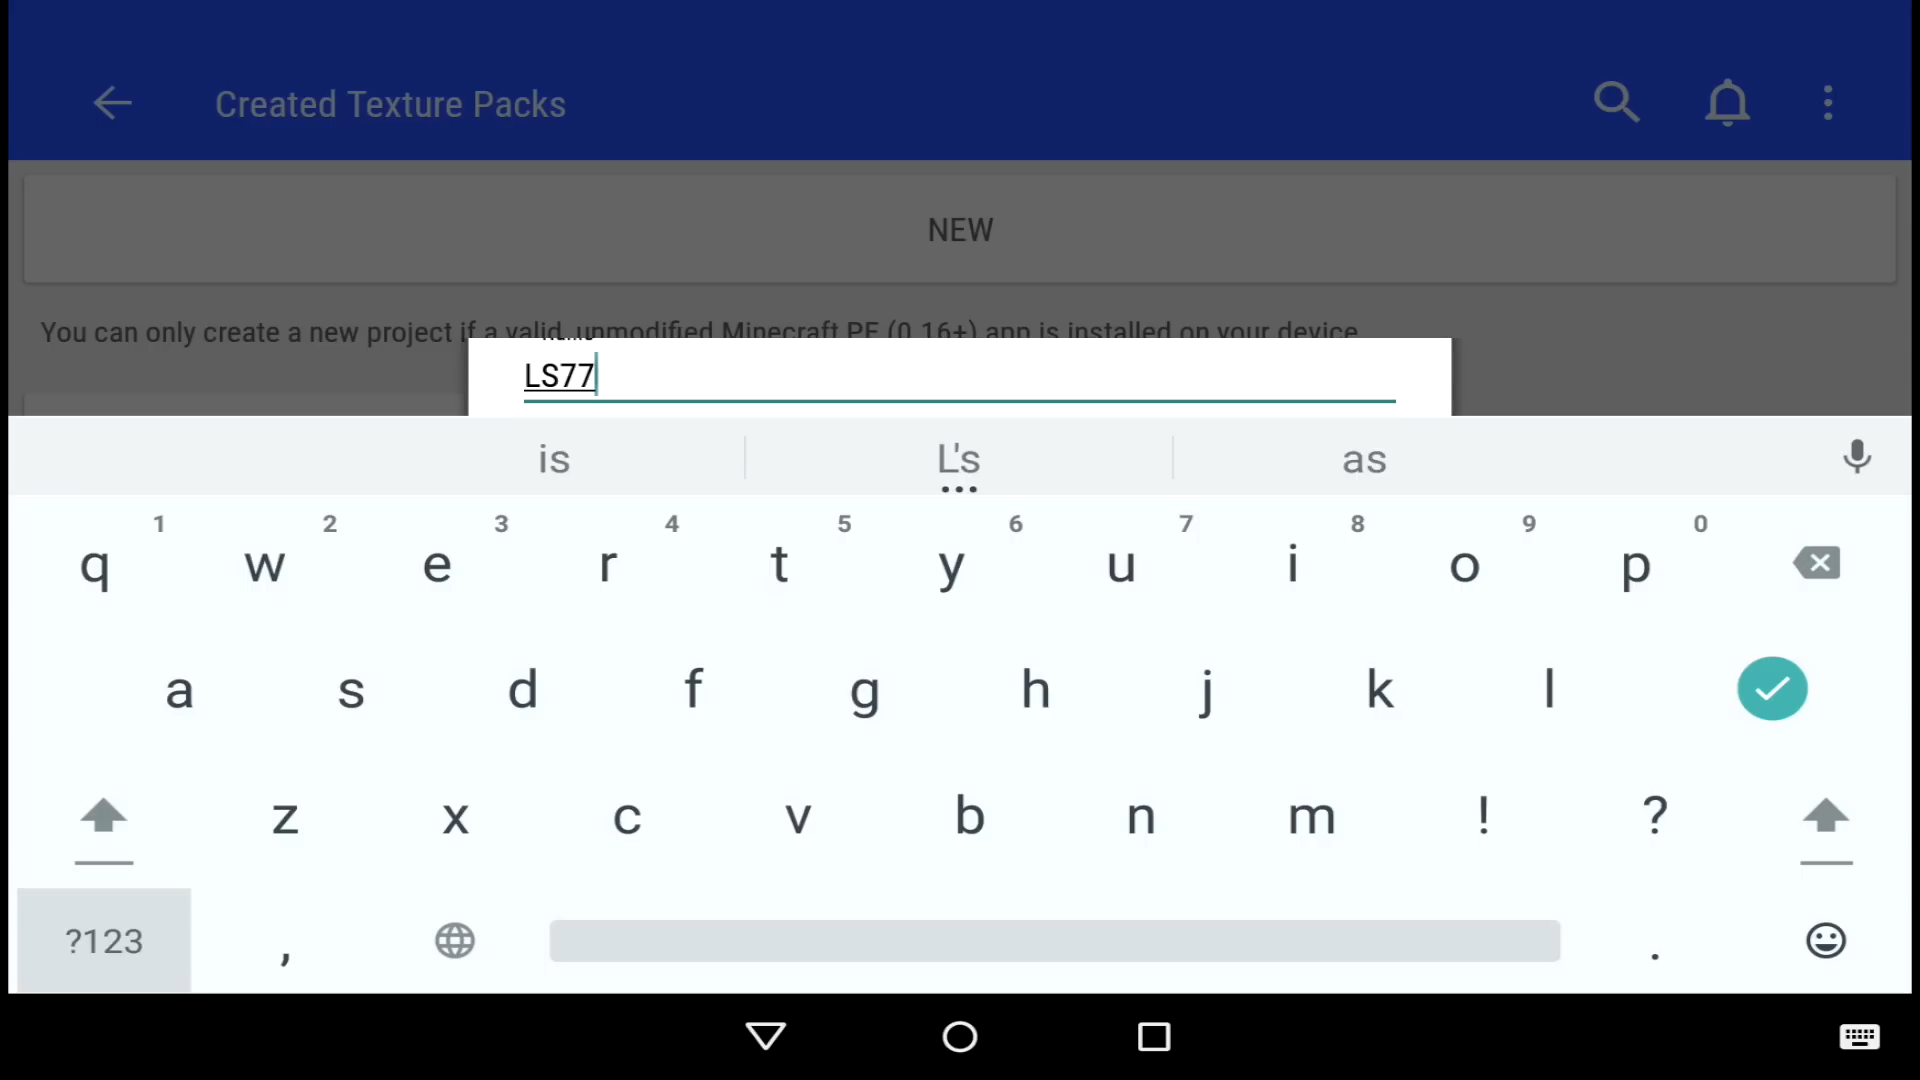 Created Texture Packs
NEW
You can only create a new project if a valid, unmodified Minecraft PE (0.16+) app is installed on your device
LS77
is L's as
1 2 3 4 5 6 7 8 9 0
q w e r t y u i o p
a s d f g h j k l
z x c v b n m ! ?
?123 , .